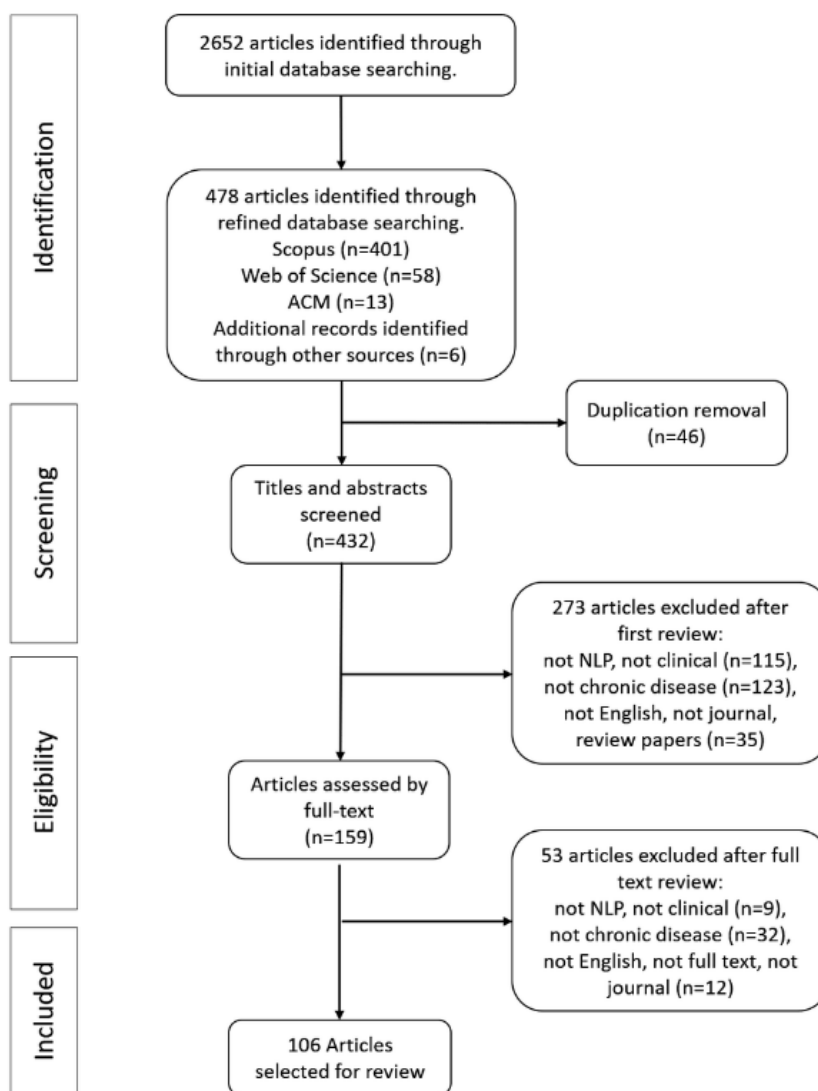 Identification
2652 articles identified through
initial database searching.
478 articles identified through
refined database searching.
Scopus (n=401)
Web of Science (n=58)
ACM (n=13)
Additional records identified
through other sources (n=6)
Screening
Duplication removal
(n=46)
Titles and abstracts
screened
(n=432)
273 articles excluded after
first review:
not NLP, not clinical (n=115),
not chronic disease (n=123),
not English, not journal,
review papers (n=35)
Eligibility
Articles assessed by
full-text
(n=159)
53 articles excluded after full
text review:
not NLP, not clinical (n=9),
not chronic disease (n=32),
not English, not full text, not
journal (n=12)
Included
106 Articles
selected for review